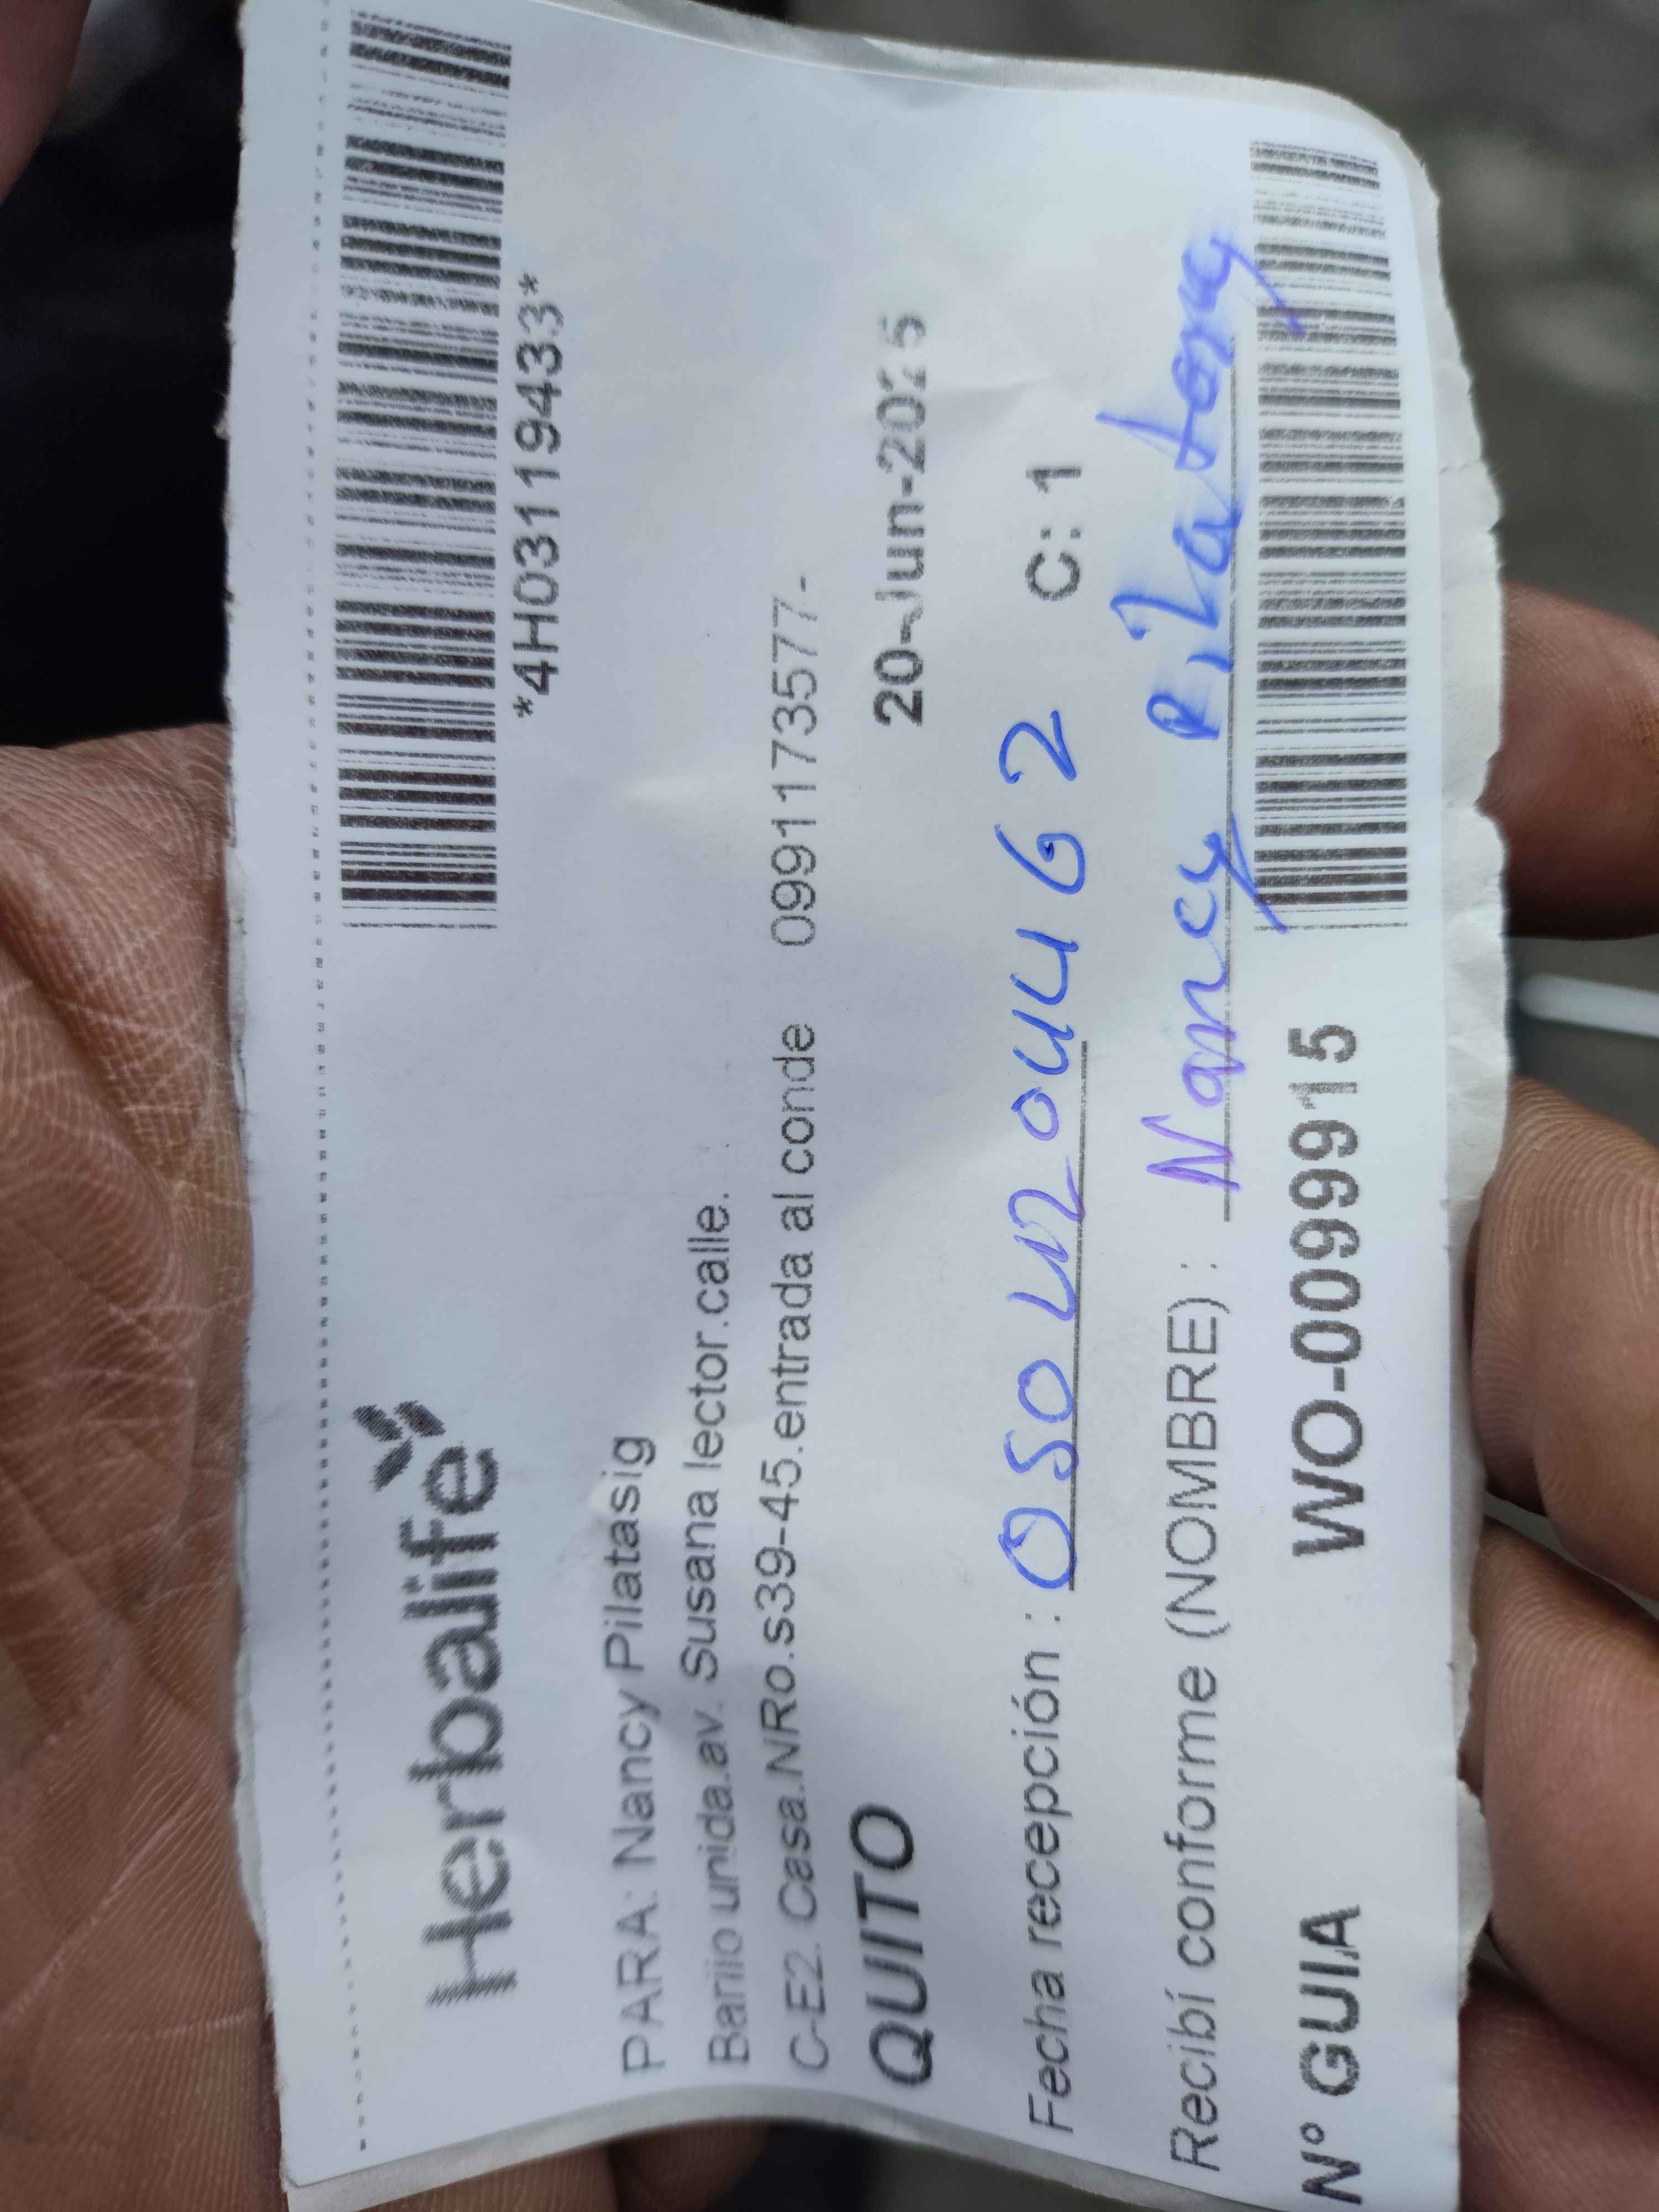 *4H03119433*
Herbalife
PARA: Nancy Pilatasig
Barrio unida.av. Susana lector.calle.
C-E2. Casa.NRo.s39-45.entrada al conde 0991173577-
QUITO 20-Jun-2025
Fecha recepción : C: 1
Recibí conforme (NOMBRE) : Nancy
N° GUIA WO-0099915